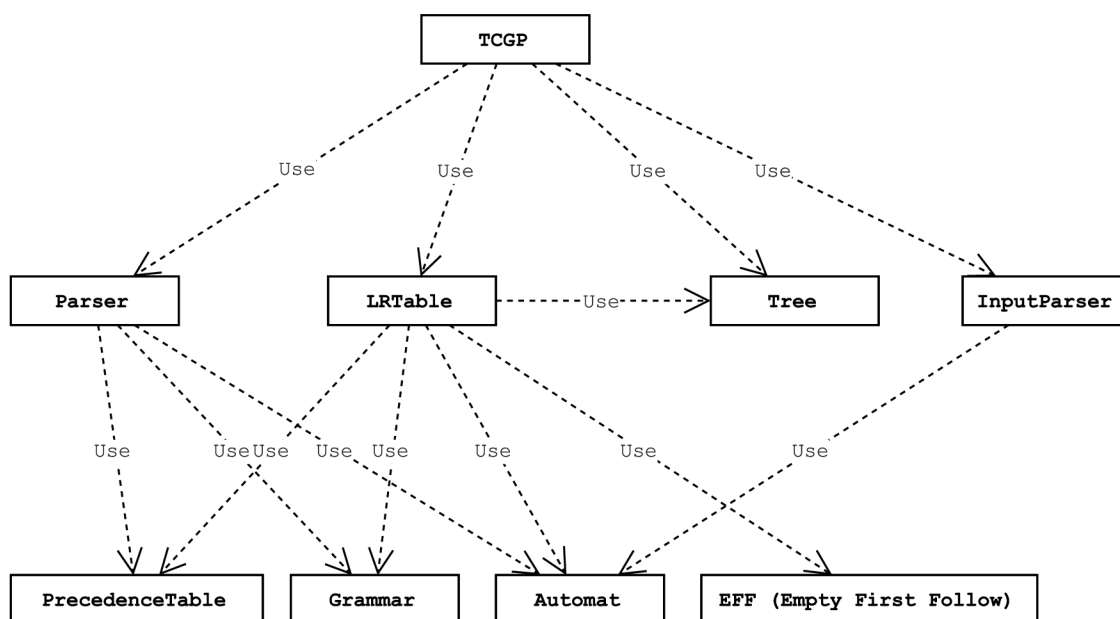 TCGP
Use Use Use Use
Parser LRTable Tree InputParser
Use
Use Use Use Use Use Use Use Use
PrecedenceTable Grammar Automat EFF (Empty First Follow)